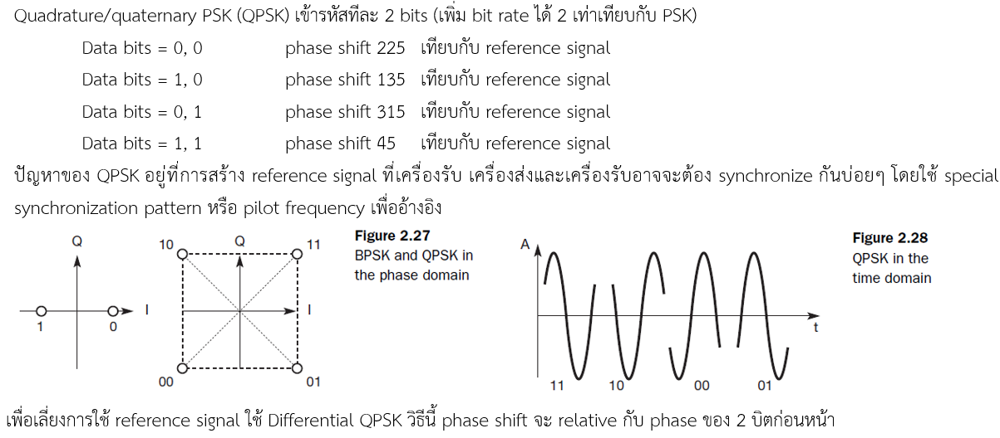 Quadrature/quaternary PSK (QPSK) เข้ารหัสทีละ 2 bits (เพิ่ม bit rate ได้ 2 เท่าเทียบกับ PSK)
Data bits = 0, 0 phase shift 225 เทียบกับ reference signal
Data bits = 1, 0 phase shift 135 เทียบกับ reference signal
Data bits = 0, 1 phase shift 315 เทียบกับ reference signal
Data bits = 1, 1 phase shift 45 เทียบกับ reference signal
ปัญหาของ QPSK อยู่ที่การสร้าง reference signal ที่เครื่องรับ เครื่องส่งและเครื่องรับอาจจะต้อง synchronize กันบ่อยๆ โดยใช้ special
synchronization pattern หรือ pilot frequency เพื่ออ้างอิง
Q
I
1
0
10
Q
11
I
00
01
Figure 2.27
BPSK and QPSK in
the phase domain
A
t
11
10
00
01
Figure 2.28
QPSK in the
time domain
เพื่อเลี่ยงการใช้ reference signal ใช้ Differential QPSK วิธีนี้ phase shift จะ relative กับ phase ของ 2 บิตก่อนหน้า